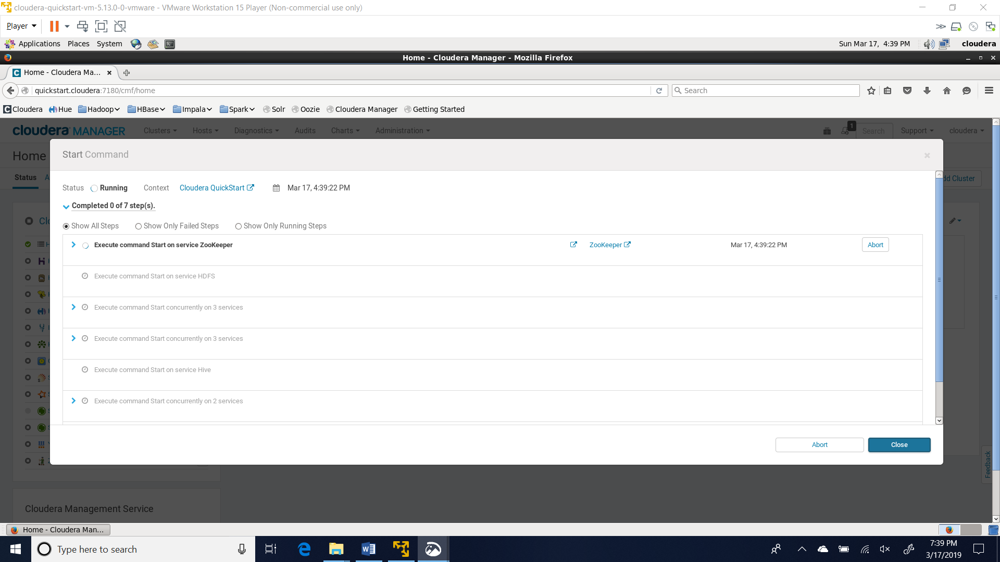 cloudera-quickstart-vm-5.13.0-0-vmware - VMware Workstation 15 Player (Non-commercial use only)
Player
Applications Places System Sun Mar 17, 4:39 PM cloudera
Home - Cloudera Manager - Mozilla Firefox
Home - Cloudera Ma...
quickstart.cloudera:7180/cmf/home Search
Cloudera Hue Hadoop HBase Impala Spark Solr Oozie Cloudera Manager Getting Started
cloudera MANAGER Clusters Hosts Diagnostics Audits Charts Administration 1 Search Support cloudera
Home
Start Command
Status
Cluster
Status Running Context Cloudera QuickStart Mar 17, 4:39:22 PM
Completed 0 of 7 step(s).
Show All Steps Show Only Failed Steps Show Only Running Steps
Execute command Start on service ZooKeeper ZooKeeper Mar 17, 4:39:22 PM Abort
Execute command Start on service HDFS
Execute command Start concurrently on 3 services
Execute command Start concurrently on 3 services
Execute command Start on service Hive
Execute command Start concurrently on 2 services
Abort Close
Feedback
Cloudera Management Service
Home - Cloudera Man...
Type here to search
7:39 PM
3/17/2019